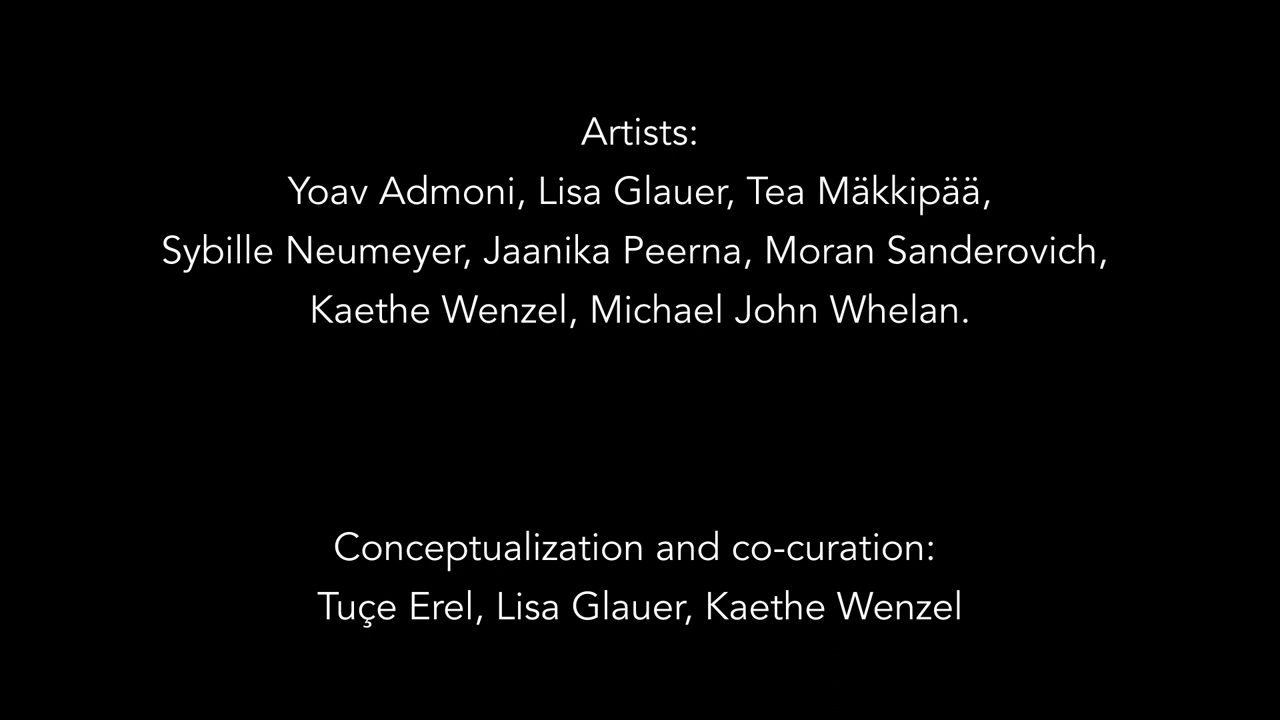 Artists:
Yoav Admoni, Lisa Glauer, Tea Mäkkipää,
Sybille Neumeyer, Jaanika Peerna, Moran Sanderovich,
Kaethe Wenzel, Michael John Whelan.
Conceptualization and co-curation:
Tuçe Erel, Lisa Glauer, Kaethe Wenzel